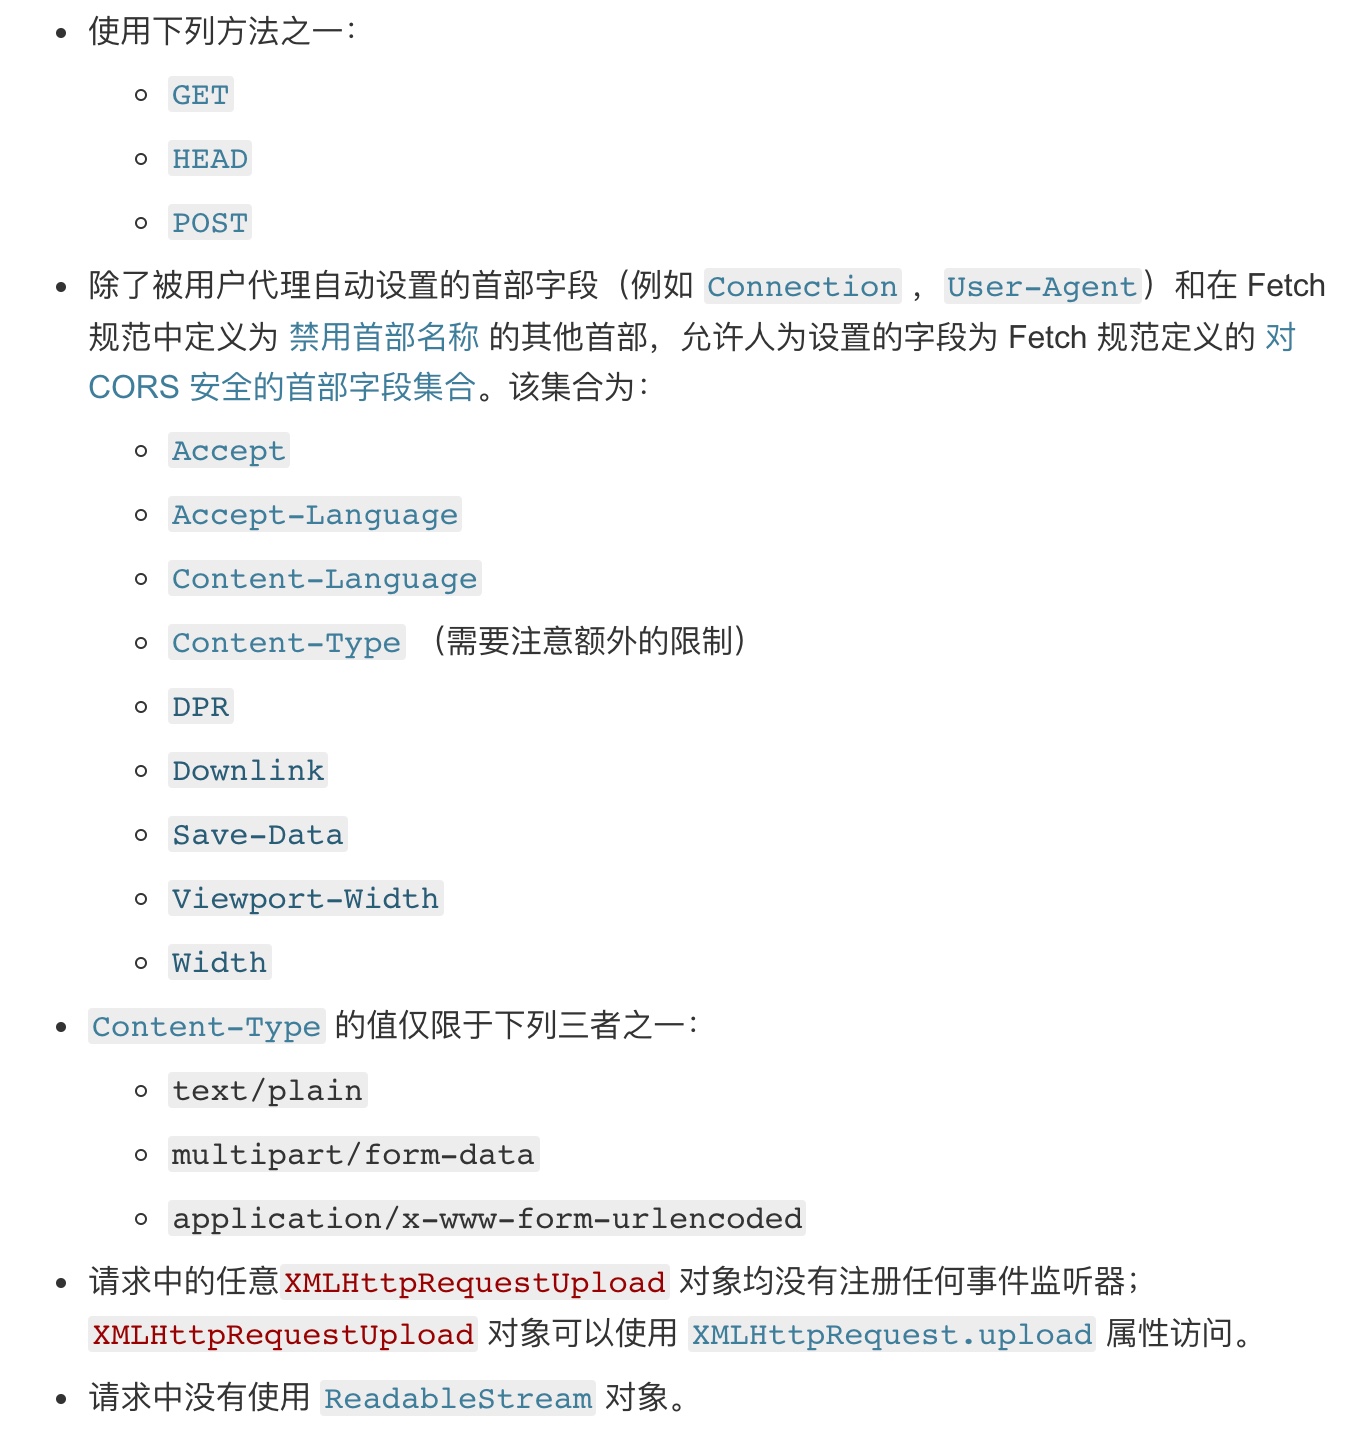 使用下列方法之一：
GET
HEAD
POST
除了被用户代理自动设置的首部字段（例如 Connection ，User-Agent）和在 Fetch
规范中定义为 禁用首部名称 的其他首部，允许人为设置的字段为 Fetch 规范定义的 对
CORS 安全的首部字段集合。该集合为：
Accept
Accept-Language
Content-Language
Content-Type （需要注意额外的限制）
DPR
Downlink
Save-Data
Viewport-Width
Width
Content-Type 的值仅限于下列三者之一：
text/plain
multipart/form-data
application/x-www-form-urlencoded
请求中的任意XMLHttpRequestUpload 对象均没有注册任何事件监听器；
XMLHttpRequestUpload 对象可以使用 XMLHttpRequest.upload 属性访问。
请求中没有使用 ReadableStream 对象。